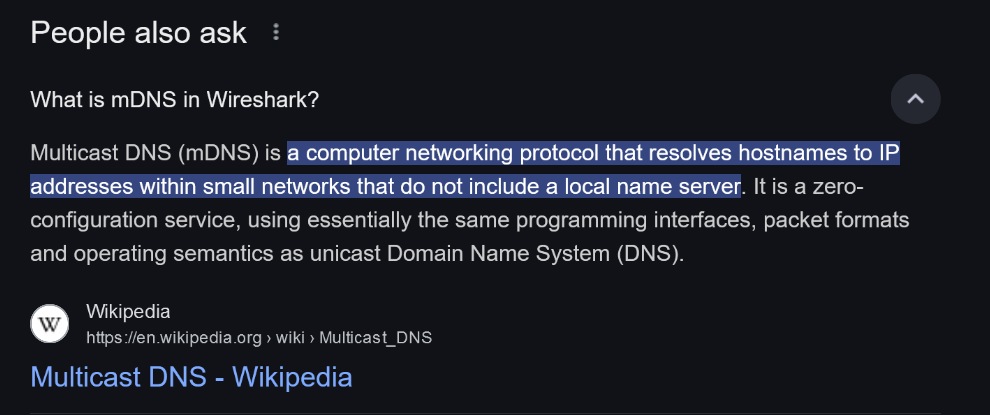 People also ask
What is mDNS in Wireshark?
Multicast DNS (mDNS) is a computer networking protocol that resolves hostnames to IP
addresses within small networks that do not include a local name server. It is a zero-
configuration service, using essentially the same programming interfaces, packet formats
and operating semantics as unicast Domain Name System (DNS).
W
Wikipedia
https://en.wikipedia.org › wiki › Multicast_DNS
Multicast DNS - Wikipedia